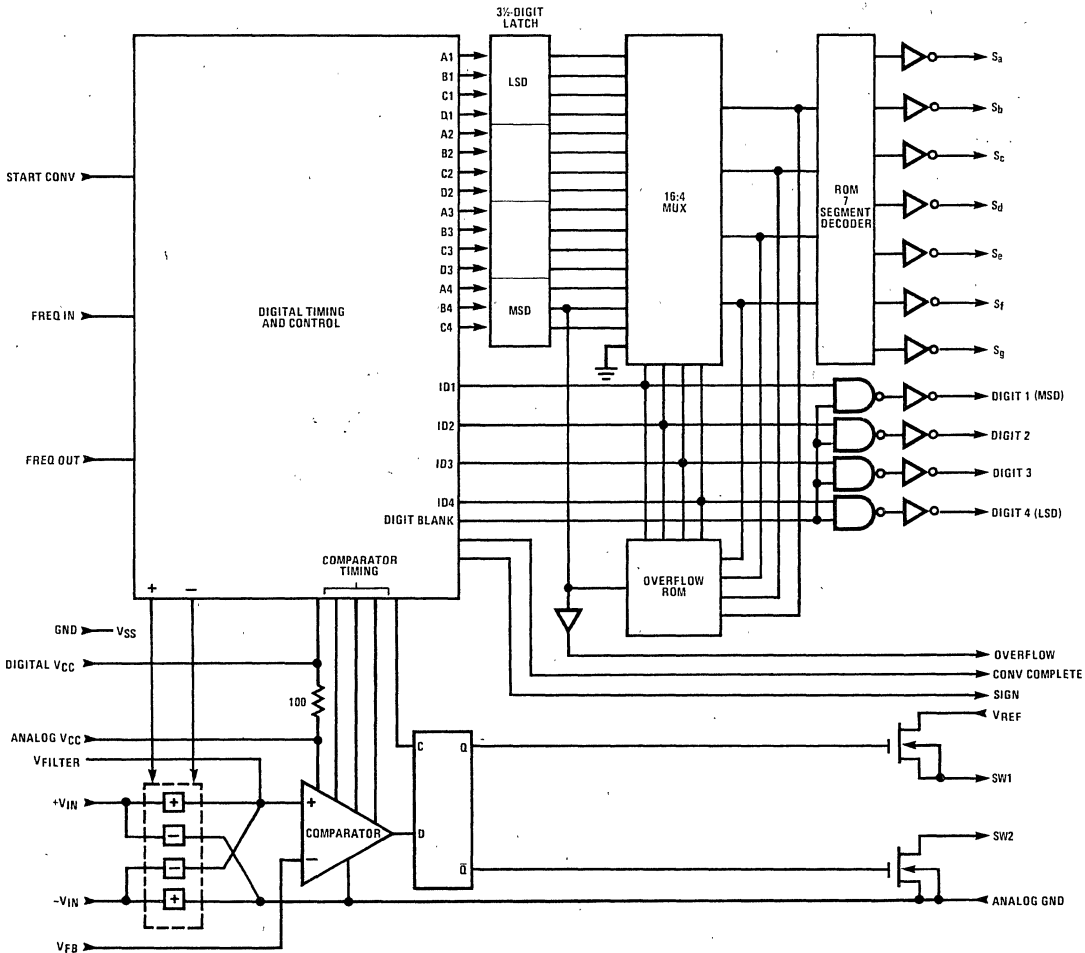 3½-DIGIT
LATCH
A1
B1
C1
D1
A2
B2
C2
D2
A3
B3
C3
D3
A4
B4
C4
LSD
MSD
16:4
MUX
ROM
7
SEGMENT
DECODER
Sa
Sb
Sc
Sd
Se
Sf
Sg
START CONV
FREQ IN
FREQ OUT
DIGITAL TIMING
AND CONTROL
ID1
ID2
ID3
ID4
DIGIT BLANK
DIGIT 1 (MSD)
DIGIT 2
DIGIT 3
DIGIT 4 (LSD)
COMPARATOR
TIMING
+ −
OVERFLOW
ROM
GND
VSS
DIGITAL VCC
100
ANALOG VCC
VFILTER
+VIN
−VIN
VFB
+
−
−
+
+
COMPARATOR
−
C
Q
D
Q̅
OVERFLOW
CONV COMPLETE
SIGN
VREF
SW1
SW2
ANALOG GND